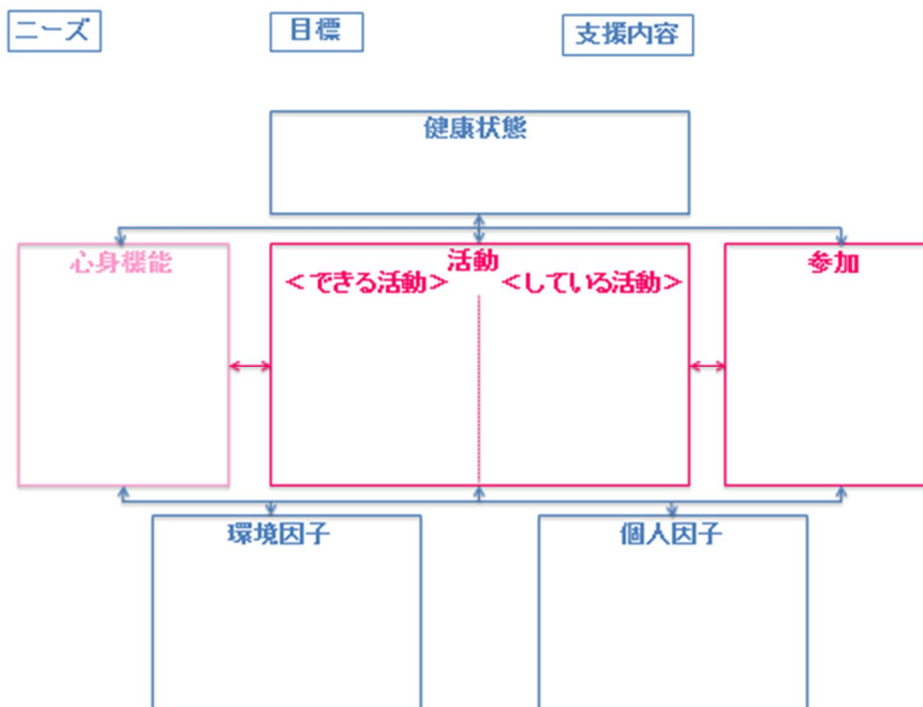 ニーズ
目標
支援内容
健康状態
心身機能
活動
<できる活動>
<している活動>
参加
環境因子
個人因子